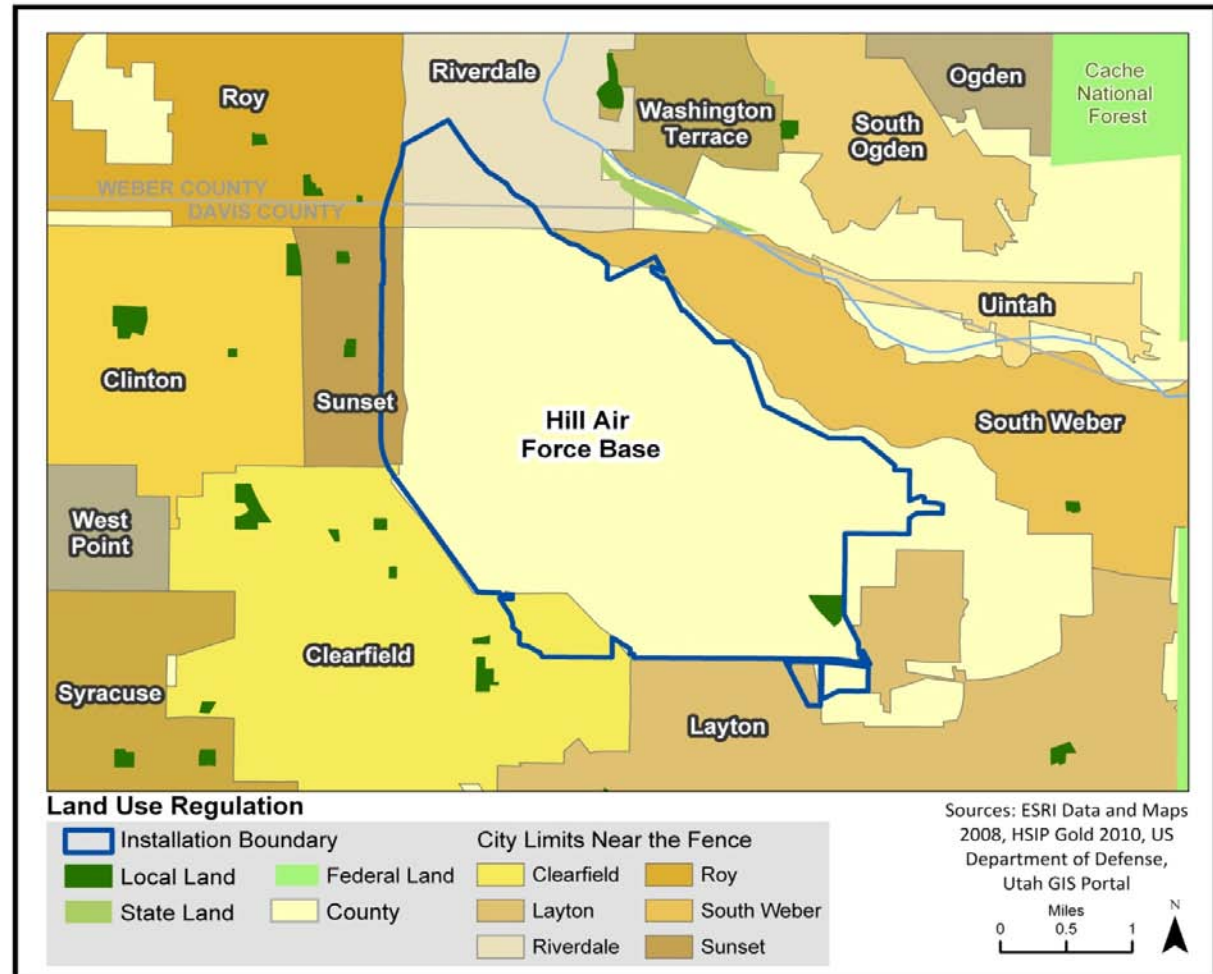 Roy
Riverdale
Washington
Terrace
South
Ogden
Ogden
Cache
National
Forest
WEBER COUNTY
DAVIS COUNTY
Clinton
Sunset
Hill Air
Force Base
Uintah
South Weber
West
Point
Clearfield
Syracuse
Layton
Land Use Regulation
Installation Boundary
Local Land
Federal Land
State Land
County
City Limits Near the Fence
Clearfield
Roy
Layton
South Weber
Riverdale
Sunset
Sources: ESRI Data and Maps
2008, HSIP Gold 2010, US
Department of Defense,
Utah GIS Portal
Miles
0 0.5 1
N